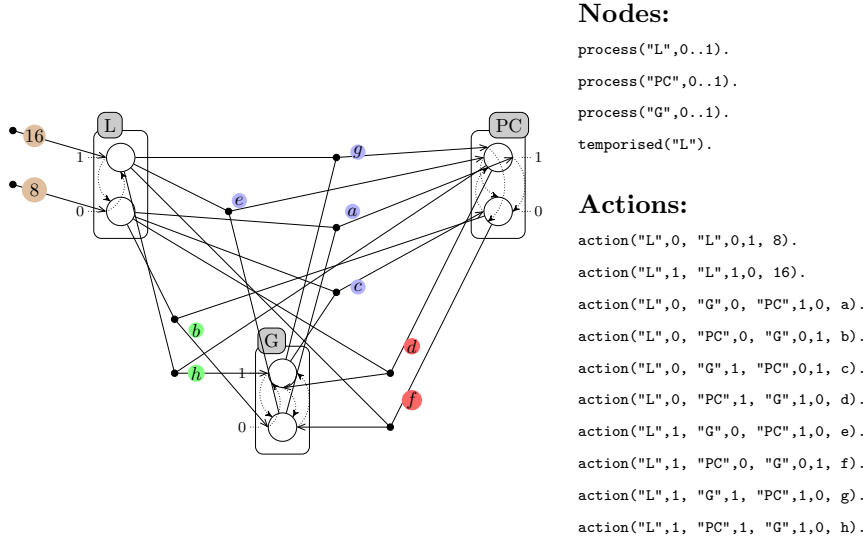 L
PC
16
8
1
0
g
e
a
c
1
0
b
h
G
d
f
1
0
Nodes:
process("L",0..1).
process("PC",0..1).
process("G",0..1).
temporised("L").
Actions:
action("L",0, "L",0,1, 8).
action("L",1, "L",1,0, 16).
action("L",0, "G",0, "PC",1,0, a).
action("L",0, "PC",0, "G",0,1, b).
action("L",0, "G",1, "PC",0,1, c).
action("L",0, "PC",1, "G",1,0, d).
action("L",1, "G",0, "PC",1,0, e).
action("L",1, "PC",0, "G",0,1, f).
action("L",1, "G",1, "PC",1,0, g).
action("L",1, "PC",1, "G",1,0, h).